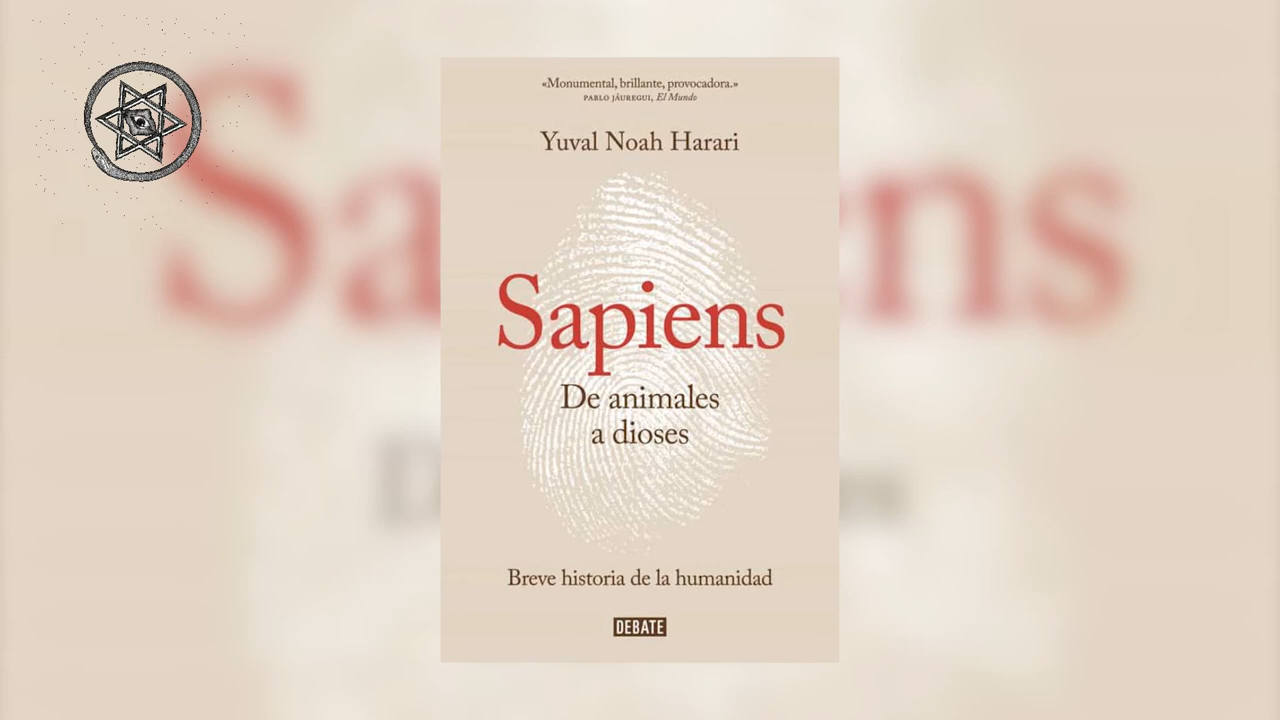 «Monumental, brillante, provocadora.»
PABLO JÁUREGUI, El Mundo
Yuval Noah Harari
Sapiens
De animales
a dioses
Breve historia de la humanidad
DEBATE